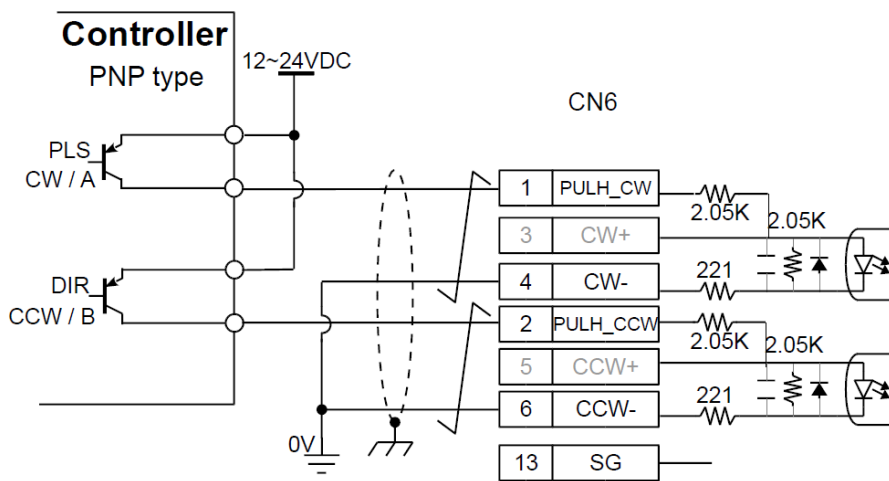 Controller
PNP type
12~24VDC
CN6
PLS
CW / A
1 PULH_CW
2.05K
3 CW+
2.05K
4 CW-
221
DIR
CCW / B
2 PULH_CCW
2.05K
5 CCW+
2.05K
6 CCW-
221
0V
13 SG